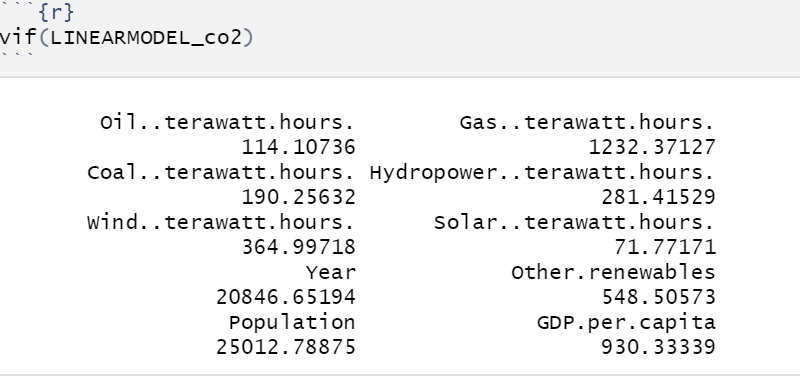 ```{r}
vif(LINEARMODEL_co2)
```
Oil..terawatt.hours. Gas..terawatt.hours.
114.10736 1232.37127
Coal..terawatt.hours. Hydropower..terawatt.hours.
190.25632 281.41529
Wind..terawatt.hours. Solar..terawatt.hours.
364.99718 71.77171
Year Other.renewables
20846.65194 548.50573
Population GDP.per.capita
25012.78875 930.33339